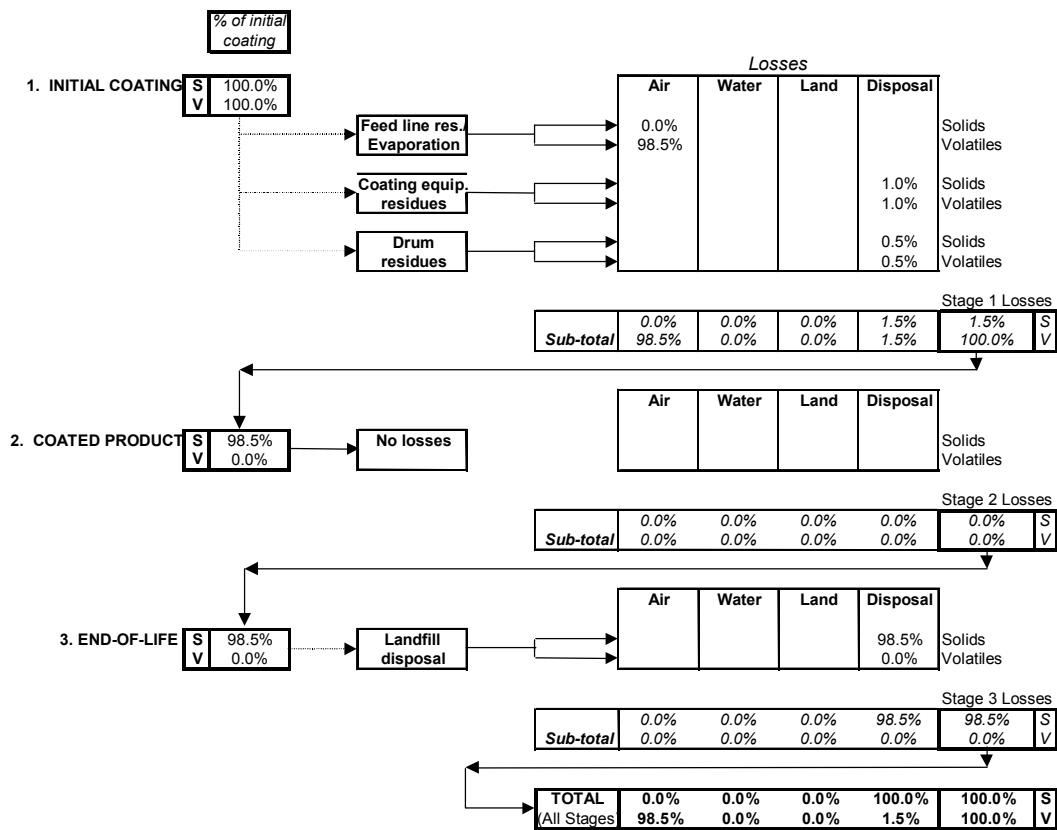 % of initial
coating
Losses
1. INITIAL COATING S 100.0%
V 100.0%
Air Water Land Disposal
Feed line res./
Evaporation
0.0% Solids
98.5% Volatiles
Coating equip.
residues
1.0% Solids
1.0% Volatiles
Drum
residues
0.5% Solids
0.5% Volatiles
Stage 1 Losses
0.0% 0.0% 0.0% 1.5% 1.5% S
Sub-total 98.5% 0.0% 0.0% 1.5% 100.0% V
Air Water Land Disposal
2. COATED PRODUCT S 98.5% No losses Solids
V 0.0% Volatiles
Stage 2 Losses
0.0% 0.0% 0.0% 0.0% 0.0% S
Sub-total 0.0% 0.0% 0.0% 0.0% 0.0% V
Air Water Land Disposal
3. END-OF-LIFE S 98.5% Landfill 98.5% Solids
V 0.0% disposal 0.0% Volatiles
Stage 3 Losses
0.0% 0.0% 0.0% 98.5% 98.5% S
Sub-total 0.0% 0.0% 0.0% 0.0% 0.0% V
TOTAL 0.0% 0.0% 0.0% 100.0% 100.0% S
(All Stages) 98.5% 0.0% 0.0% 1.5% 100.0% V